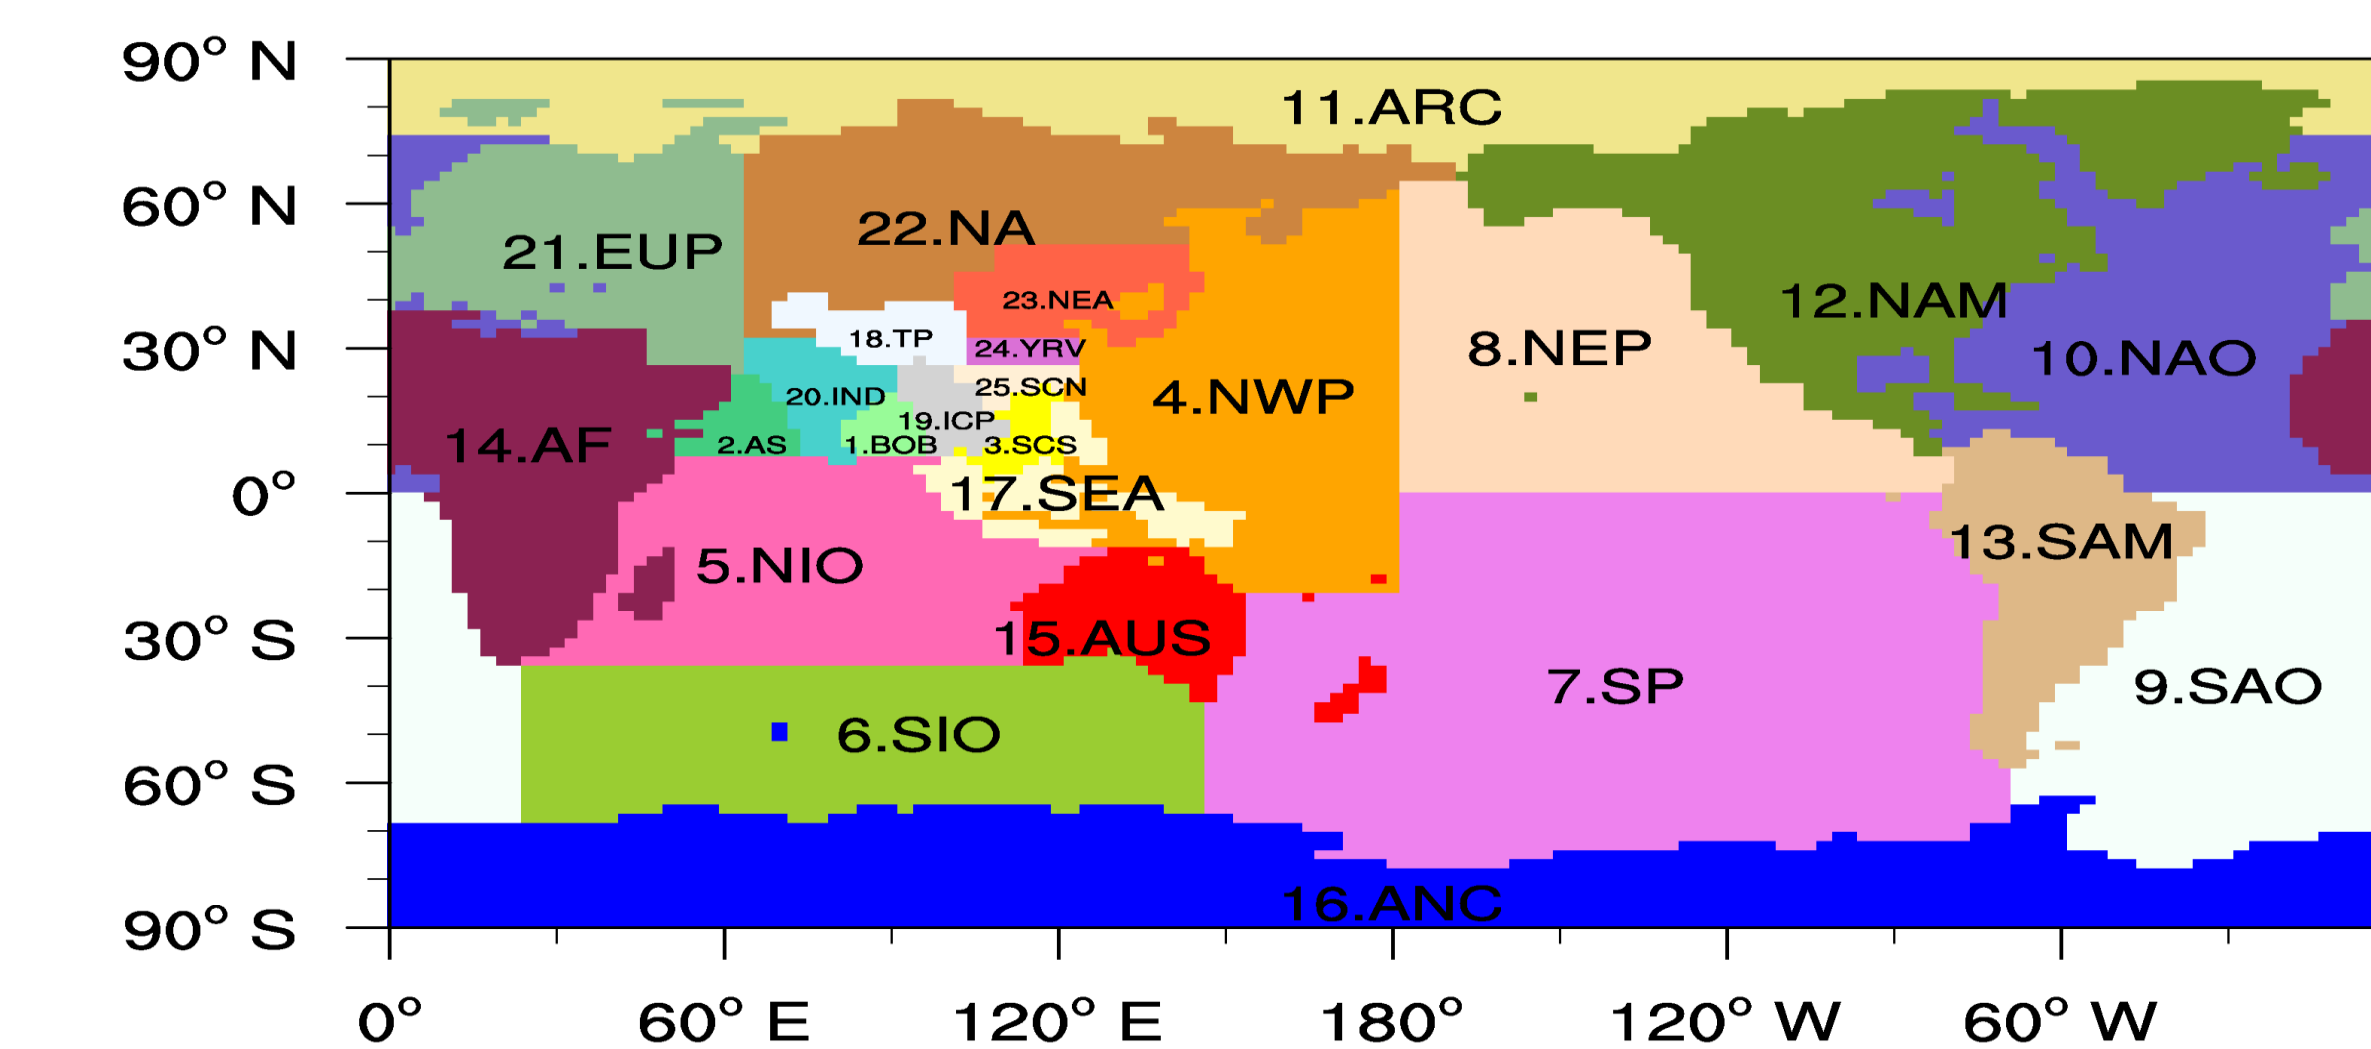 90° N
11.ARC
60° N
22.NA
21.EUP
23.NEA
12.NAM
30° N
18.TP
24.YRV
8.NEP
10.NAO
20.IND
25.SCN
4.NWP
19.ICP
14.AF
2.AS
1.BOB
3.SCS
0°
17.SEA
5.NIO
13.SAM
30° S
15.AUS
7.SP
9.SAO
6.SIO
60° S
16.ANC
90° S
0°
60° E
120° E
180°
120° W
60° W